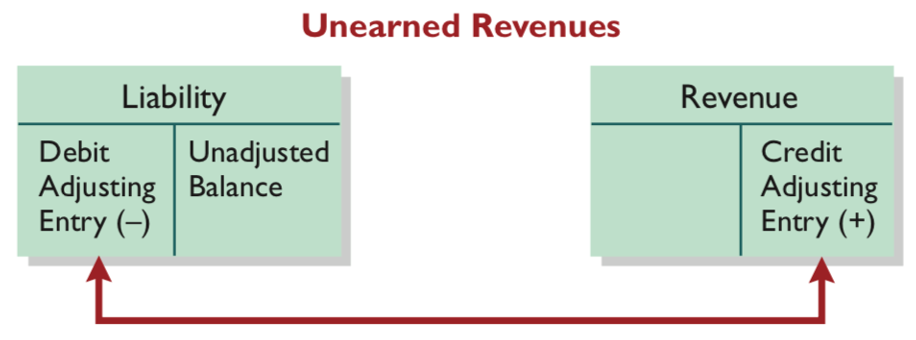 Unearned Revenues
Liability
Debit
Adjusting
Entry (–)
Unadjusted
Balance
Revenue
Credit
Adjusting
Entry (+)